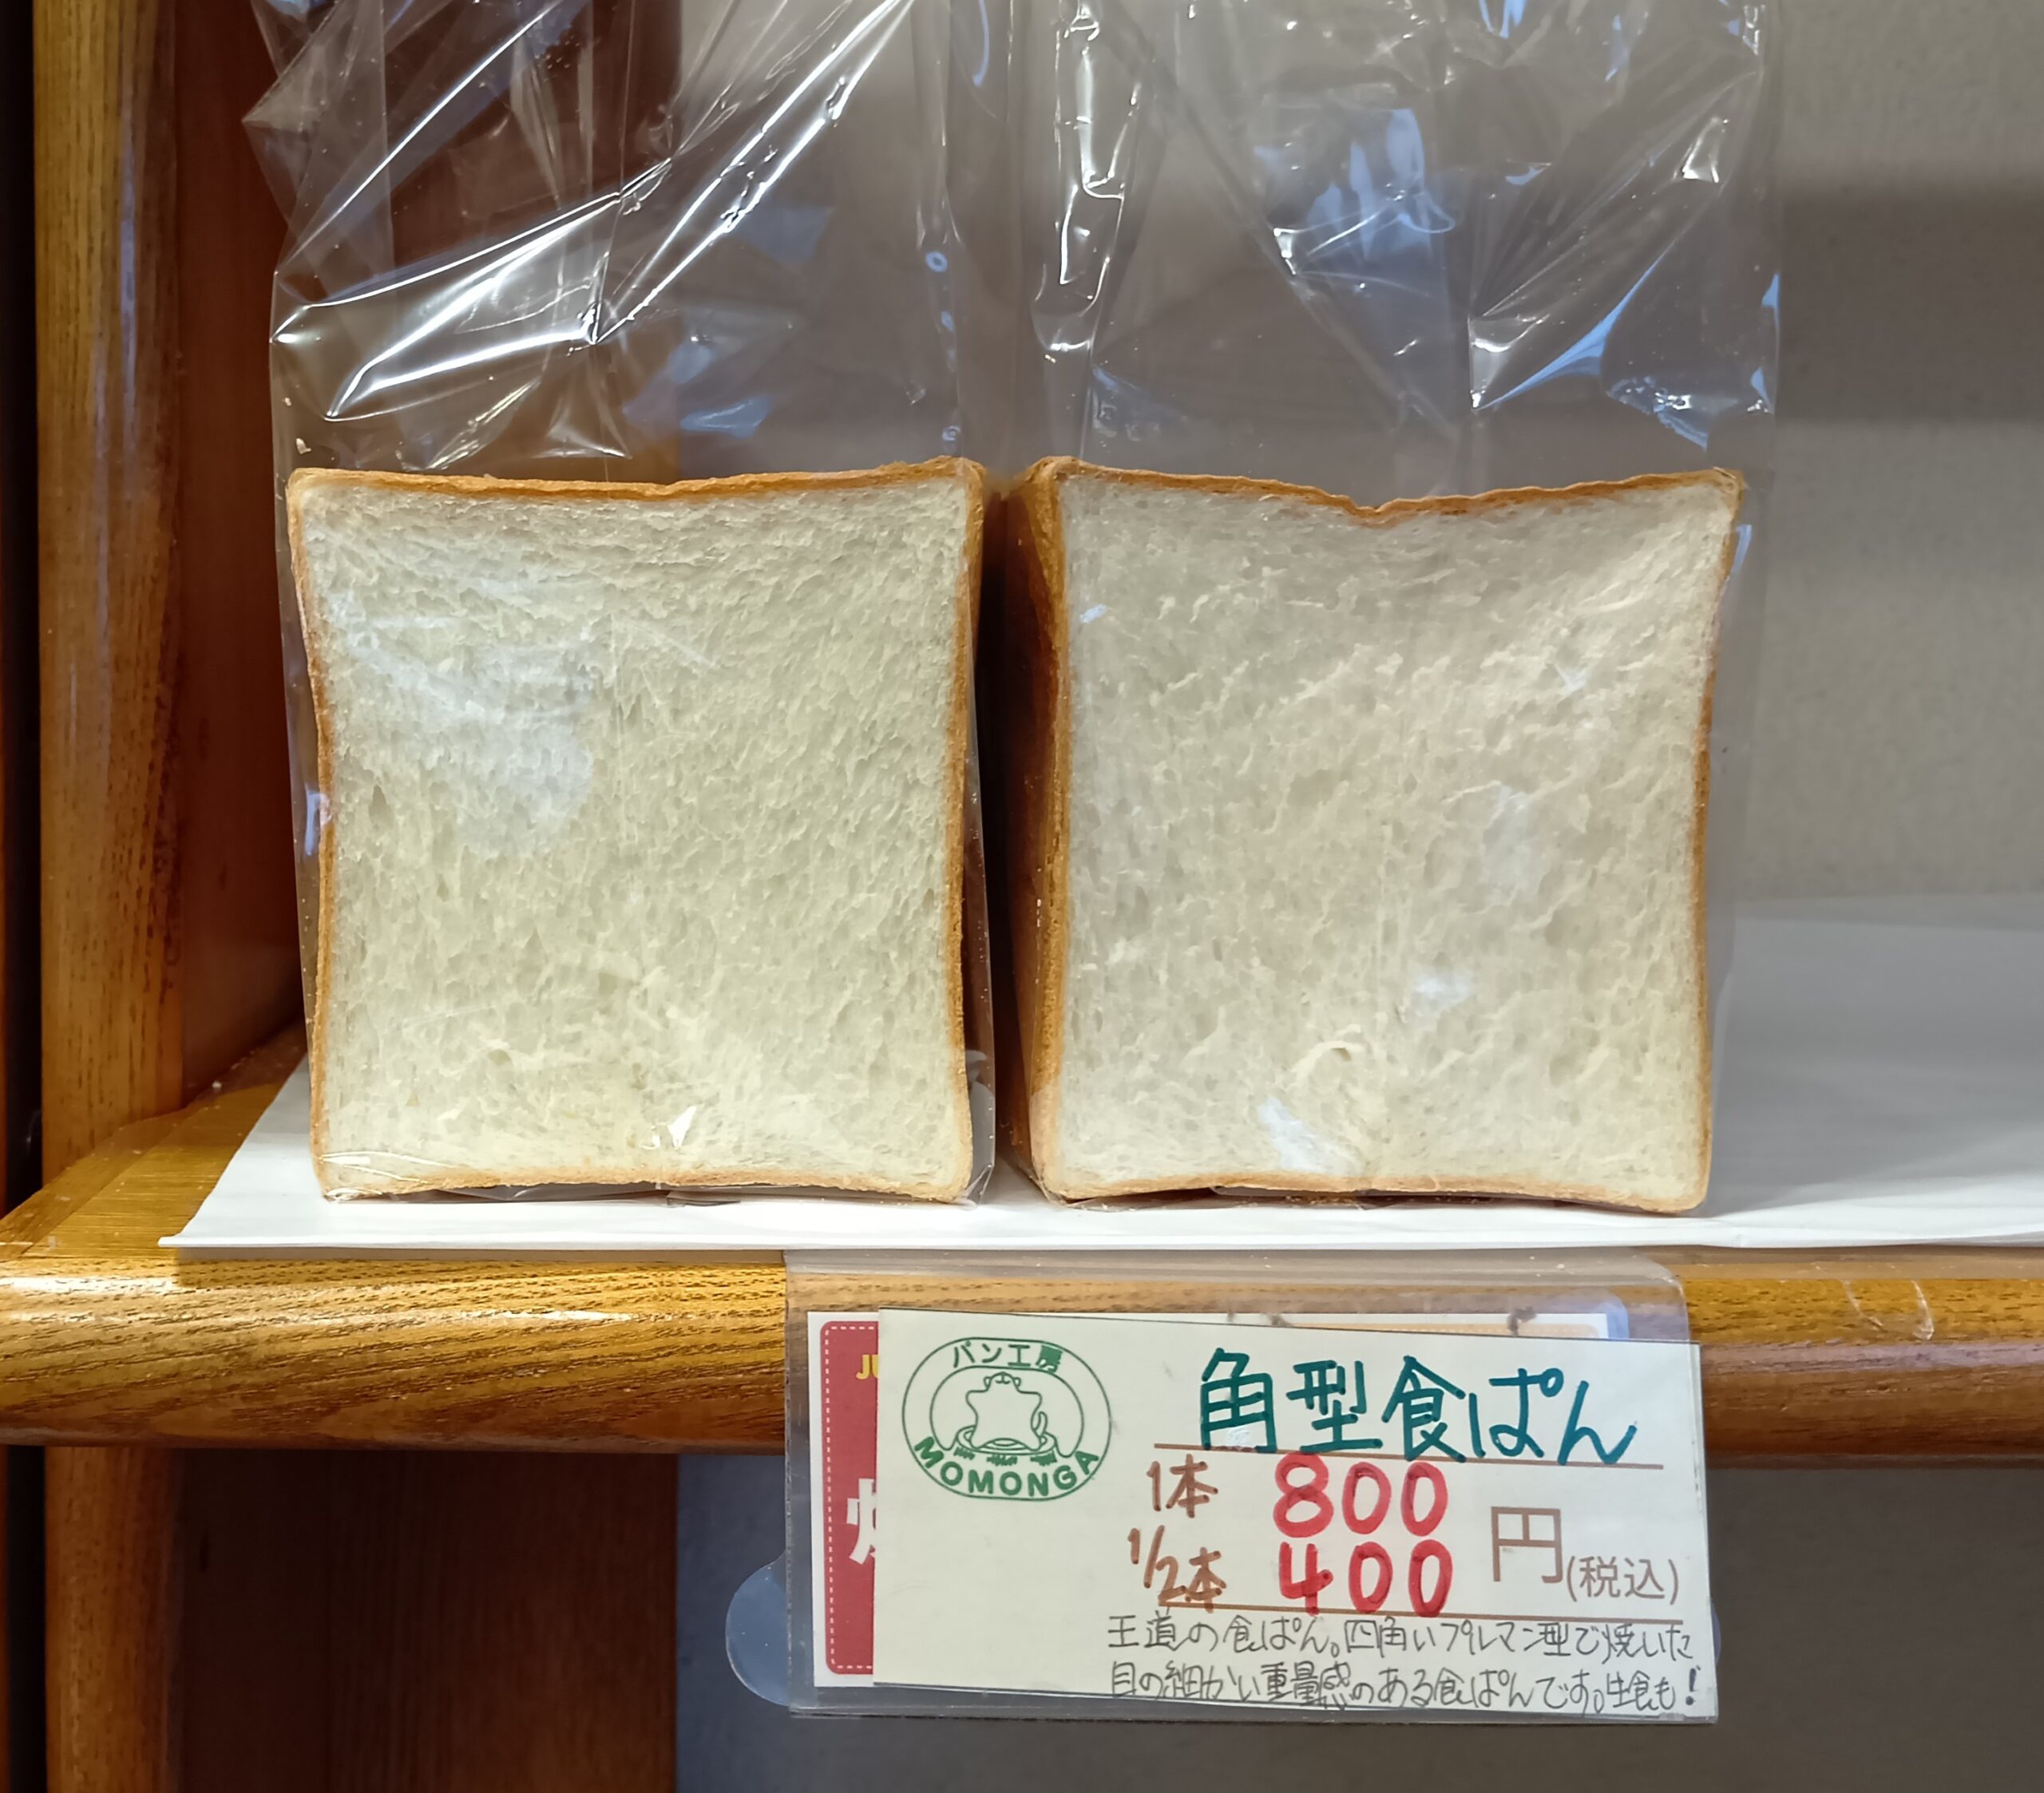 パン工房
MOMONGA
角型食ぱん
1本 800
1/2本 400 円(税込)
王道の食ぱん。四角いプルマン型で焼いた
目の細かい重量感のある食ぱんです。生食も!
JU